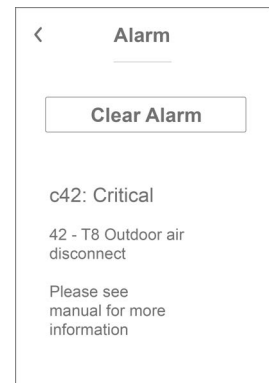 Alarm
Clear Alarm
c42: Critical
42 - T8 Outdoor air
disconnect
Please see
manual for more
information